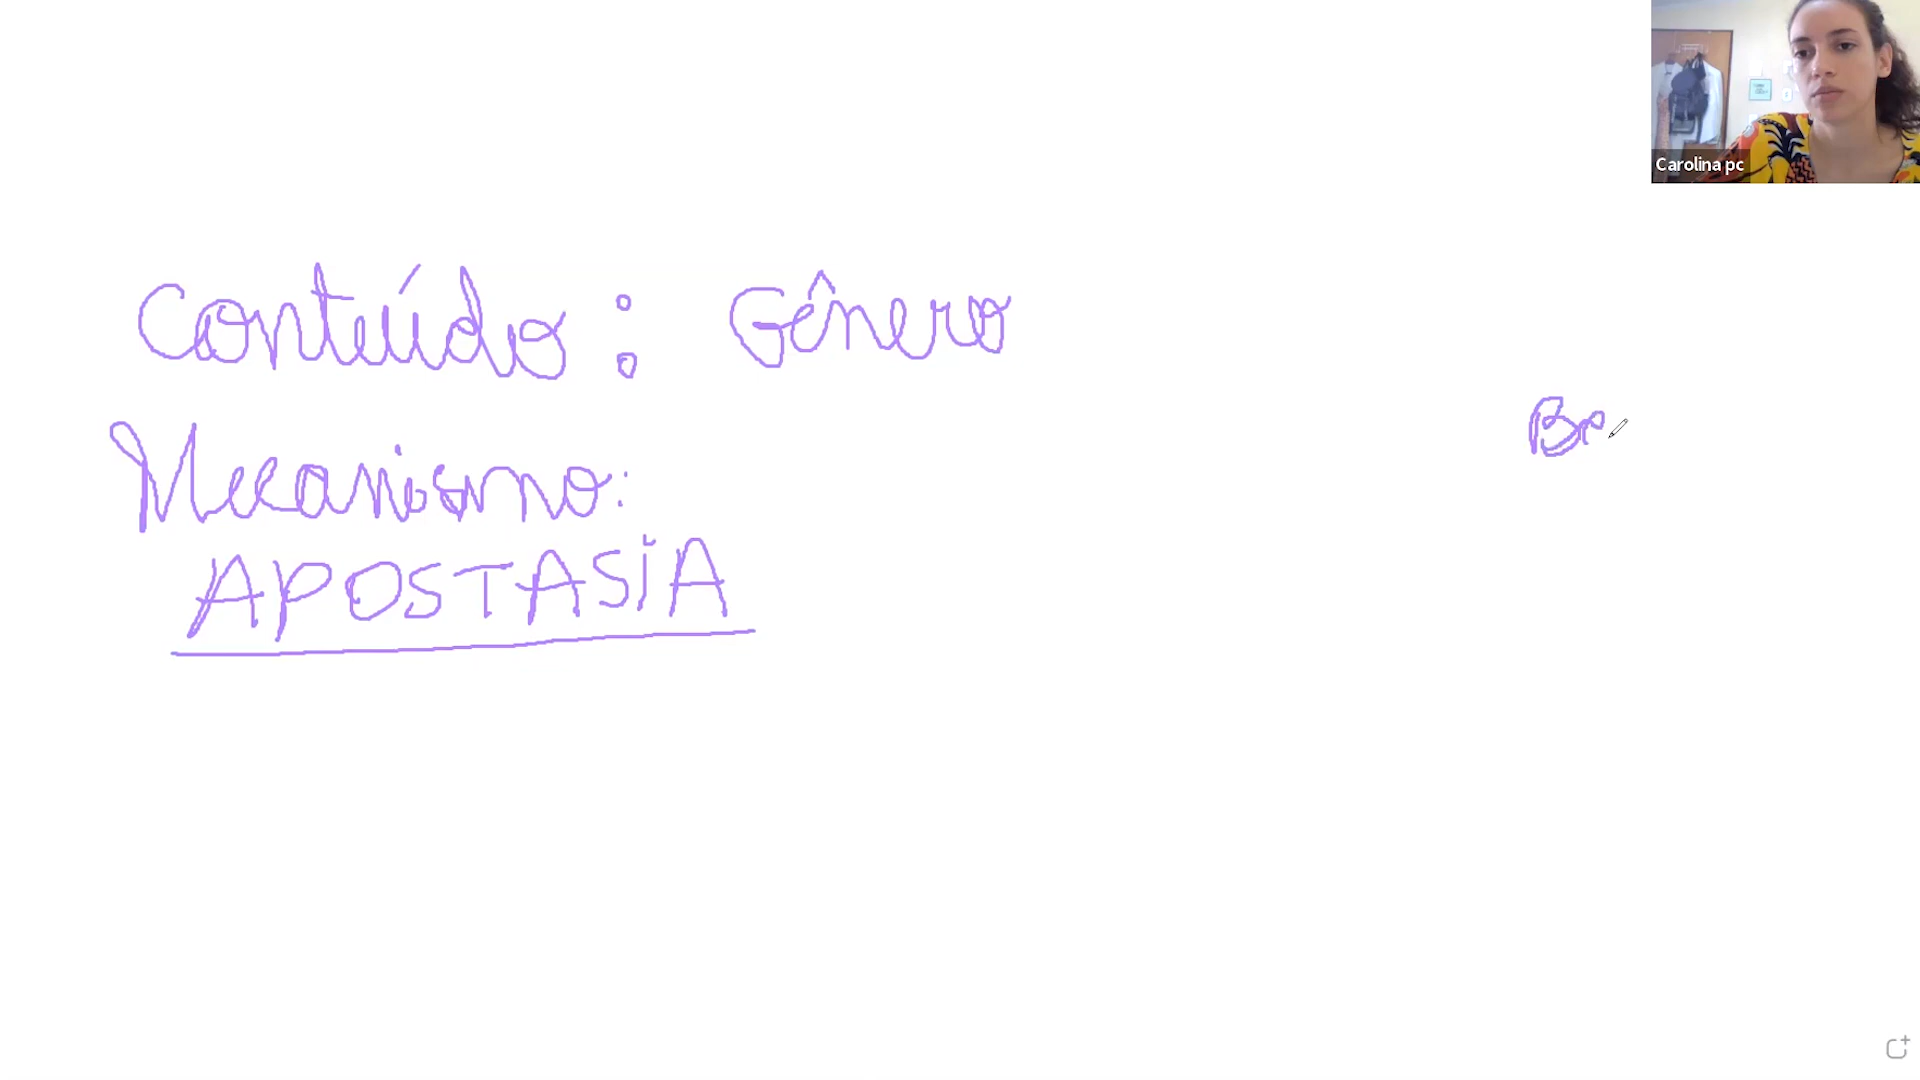 Carolina pc
Conteúdo: Gênero
Br
Mecanismo:
APOSTASiA